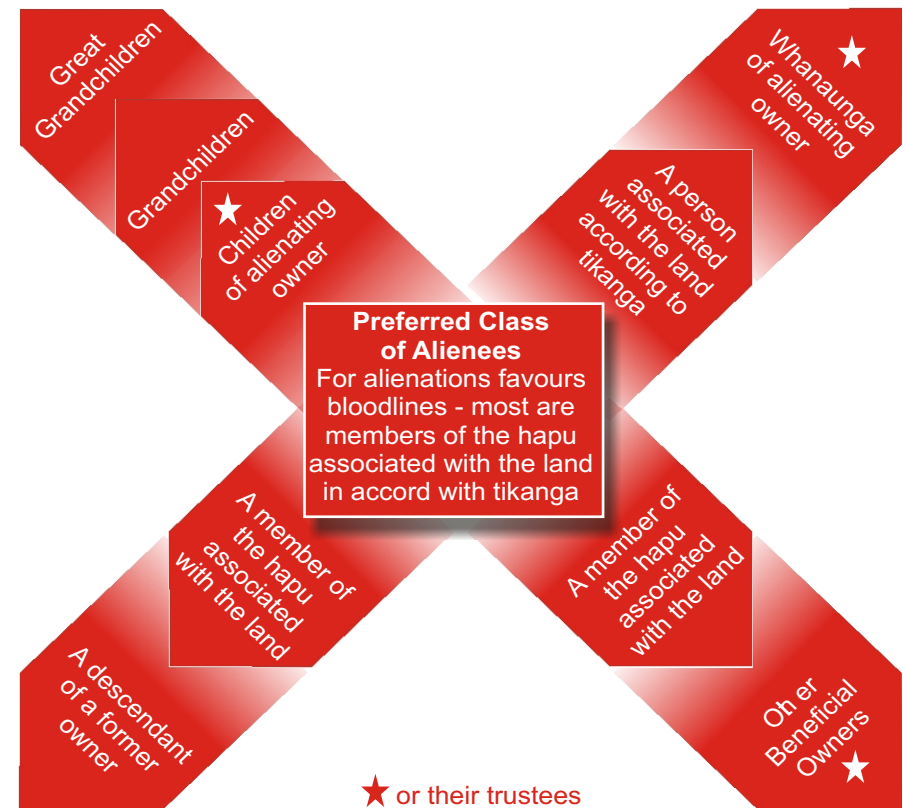 Great
Grandchildren
Grandchildren
Children
of alienating
owner
Whanaunga
of alienating
owner
A person
associated
with the land
according to
tikanga
Preferred Class
of Alienees
For alienations favours
bloodlines - most are
members of the hapu
associated with the land
in accord with tikanga
A member of
the hapu
associated
with the land
A descendant
of a former
owner
A member of
the hapu
associated
with the land
Oth er
Beneficial
Owners
★ or their trustees